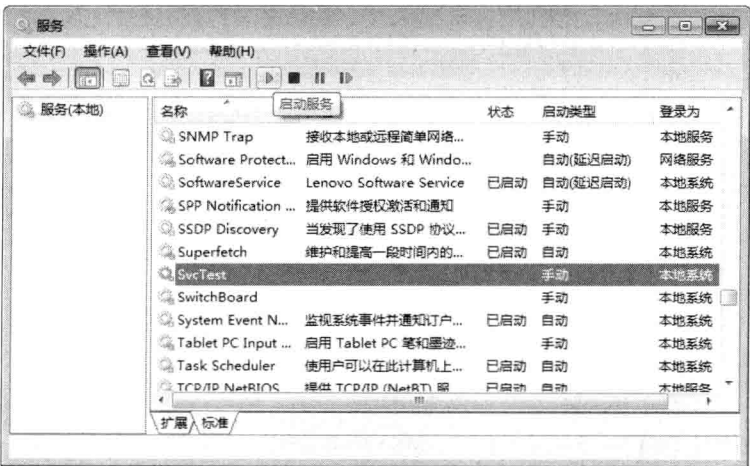 服务
文件(F) 操作(A) 查看(V) 帮助(H)
启动服务
服务(本地)
名称 状态 启动类型 登录为
SNMP Trap 接收本地或远程简单网络... 手动 本地服务
Software Protect... 启用 Windows 和 Windo... 自动(延迟启动) 网络服务
SoftwareService Lenovo Software Service 已启动 自动(延迟启动) 本地系统
SPP Notification ... 提供软件授权激活和通知 手动 本地服务
SSDP Discovery 当发现了使用 SSDP 协议... 已启动 手动 本地服务
Superfetch 维护和提高一段时间内的... 已启动 自动 本地系统
SvcTest 手动 本地系统
SwitchBoard 手动 本地系统
System Event N... 监视系统事件并通知订户... 已启动 自动 本地系统
Tablet PC Input ... 启用 Tablet PC 笔和墨迹... 手动 本地系统
Task Scheduler 使用户可以在此计算机上... 已启动 自动 本地系统
TCP/IP NetBIOS 提供 TCP/IP (NetBT) 服 已启动 自动 本地服务
扩展 标准